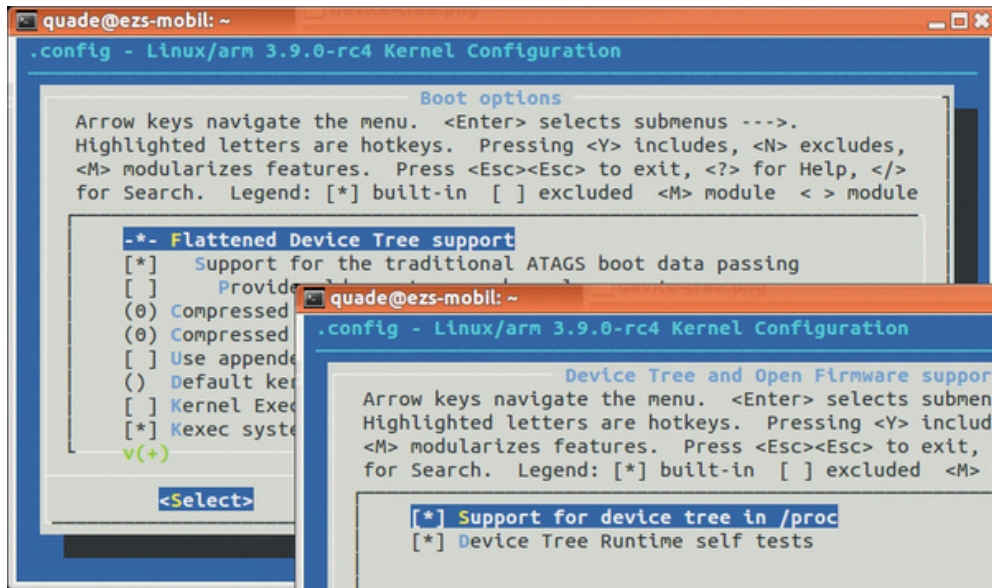 device-tree.png
quade@ezs-mobil: ~
.config - Linux/arm 3.9.0-rc4 Kernel Configuration
Boot options
Arrow keys navigate the menu. <Enter> selects submenus --->.
Highlighted letters are hotkeys. Pressing <Y> includes, <N> excludes,
<M> modularizes features. Press <Esc><Esc> to exit, <?> for Help, </>
for Search. Legend: [*] built-in [ ] excluded <M> module < > module
-*- Flattened Device Tree support
[*] Support for the traditional ATAGS boot data passing
[ ] Provide
(0) Compressed
(0) Compressed
[ ] Use appende
() Default ker
[ ] Kernel Exec
[*] Kexec syste
v(+)
<Select>
quade@ezs-mobil: ~
device-tree.png
.config - Linux/arm 3.9.0-rc4 Kernel Configuration
Device Tree and Open Firmware suppor
Arrow keys navigate the menu. <Enter> selects submen
Highlighted letters are hotkeys. Pressing <Y> includ
<M> modularizes features. Press <Esc><Esc> to exit,
for Search. Legend: [*] built-in [ ] excluded <M>
[*] Support for device tree in /proc
[*] Device Tree Runtime self tests